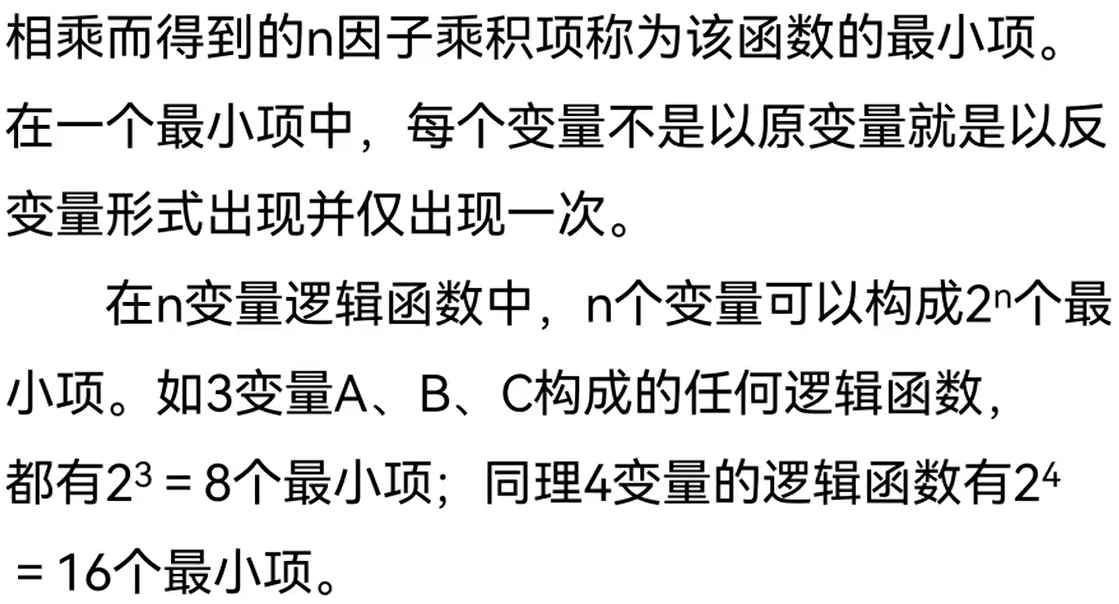 相乘而得到的n因子乘积项称为该函数的最小项。
在一个最小项中，每个变量不是以原变量就是以反
变量形式出现并仅出现一次。
在n变量逻辑函数中，n个变量可以构成2ⁿ个最
小项。如3变量A、B、C构成的任何逻辑函数，
都有2³ = 8个最小项；同理4变量的逻辑函数有2⁴
= 16个最小项。